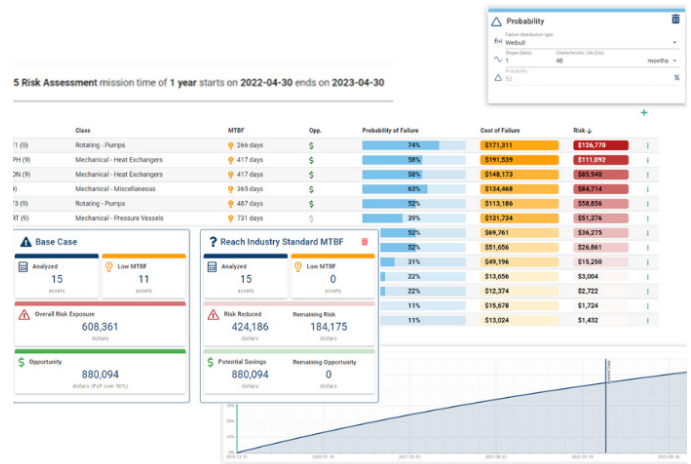 Probability
Failure distribution type
f(x) Weibull
Shape (Beta) Characteristic Life (Eta)
1 48 months
Probability
%
5 Risk Assessment mission time of 1 year starts on 2022-04-30 ends on 2023-04-30
Class MTBF Opp. Probability of Failure Cost of Failure Risk
(9) Rotating - Pumps 266 days $ 74% $171,311 $126,770
PH (9) Mechanical - Heat Exchangers 417 days $ 58% $191,539 $111,092
ON (9) Mechanical - Heat Exchangers 417 days $ 58% $148,173 $85,940
Mechanical - Miscellaneous 365 days $ 63% $134,468 $84,714
(9) Rotating - Pumps 487 days $ 52% $113,186 $58,856
RT (9) Mechanical - Pressure Vessels 731 days $ 39% $131,734 $51,376
52% $69,761 $36,275
52% $51,656 $26,861
31% $49,196 $15,250
22% $13,656 $3,004
22% $12,374 $2,722
11% $15,678 $1,724
11% $13,024 $1,432
Base Case
Analyzed Low MTBF
15 11
assets assets
Overall Risk Exposure
608,361
dollars
$ Opportunity
880,094
dollars (PoF over 50%)
? Reach Industry Standard MTBF
Analyzed Low MTBF
15 0
assets assets
Risk Reduced Remaining Risk
424,186 184,175
dollars dollars
$ Potential Savings Remaining Opportunity
880,094 0
dollars dollars